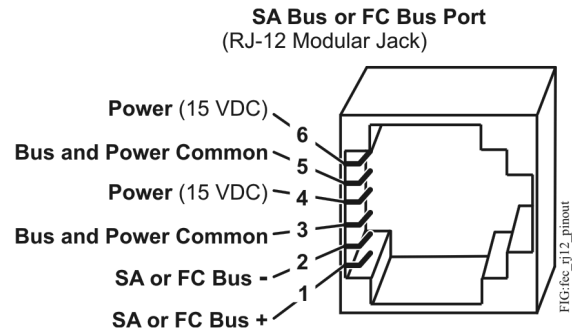 SA Bus or FC Bus Port
(RJ-12 Modular Jack)
Power (15 VDC) 6
Bus and Power Common 5
Power (15 VDC) 4
Bus and Power Common 3
SA or FC Bus - 2
SA or FC Bus + 1
FIG:fec_rj12_pinout